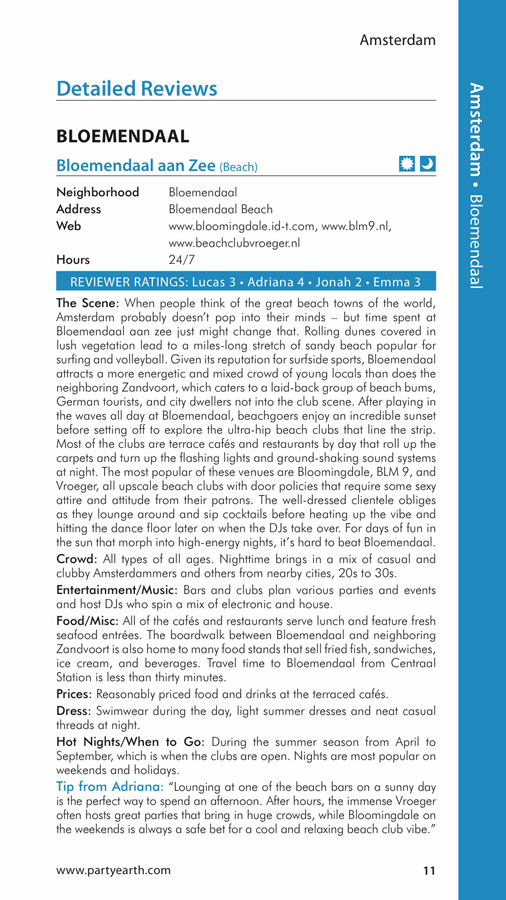 Amsterdam
Detailed Reviews
BLOEMENDAAL
Bloemendaal aan Zee (Beach)
Neighborhood Bloemendaal
Address Bloemendaal Beach
Web www.bloomingdale.id-t.com, www.blm9.nl,
www.beachclubvroeger.nl
Hours 24/7
REVIEWER RATINGS: Lucas 3 • Adriana 4 • Jonah 2 • Emma 3
The Scene: When people think of the great beach towns of the world,
Amsterdam probably doesn't pop into their minds – but time spent at
Bloemendaal aan zee just might change that. Rolling dunes covered in
lush vegetation lead to a miles-long stretch of sandy beach popular for
surfing and volleyball. Given its reputation for surfside sports, Bloemendaal
attracts a more energetic and mixed crowd of young locals than does the
neighboring Zandvoort, which caters to a laid-back group of beach bums,
German tourists, and city dwellers not into the club scene. After playing in
the waves all day at Bloemendaal, beachgoers enjoy an incredible sunset
before setting off to explore the ultra-hip beach clubs that line the strip.
Most of the clubs are terrace cafés and restaurants by day that roll up the
carpets and turn up the flashing lights and ground-shaking sound systems
at night. The most popular of these venues are Bloomingdale, BLM 9, and
Vroeger, all upscale beach clubs with door policies that require some sexy
attire and attitude from their patrons. The well-dressed clientele obliges
as they lounge around and sip cocktails before heating up the vibe and
hitting the dance floor later on when the DJs take over. For days of fun in
the sun that morph into high-energy nights, it's hard to beat Bloemendaal.
Crowd: All types of all ages. Nighttime brings in a mix of casual and
clubby Amsterdammers and others from nearby cities, 20s to 30s.
Entertainment/Music: Bars and clubs plan various parties and events
and host DJs who spin a mix of electronic and house.
Food/Misc: All of the cafés and restaurants serve lunch and feature fresh
seafood entrées. The boardwalk between Bloemendaal and neighboring
Zandvoort is also home to many food stands that sell fried fish, sandwiches,
ice cream, and beverages. Travel time to Bloemendaal from Centraal
Station is less than thirty minutes.
Prices: Reasonably priced food and drinks at the terraced cafés.
Dress: Swimwear during the day, light summer dresses and neat casual
threads at night.
Hot Nights/When to Go: During the summer season from April to
September, which is when the clubs are open. Nights are most popular on
weekends and holidays.
Tip from Adriana: "Lounging at one of the beach bars on a sunny day
is the perfect way to spend an afternoon. After hours, the immense Vroeger
often hosts great parties that bring in huge crowds, while Bloomingdale on
the weekends is always a safe bet for a cool and relaxing beach club vibe."
www.partyearth.com 11
Amsterdam • Bloemendaal